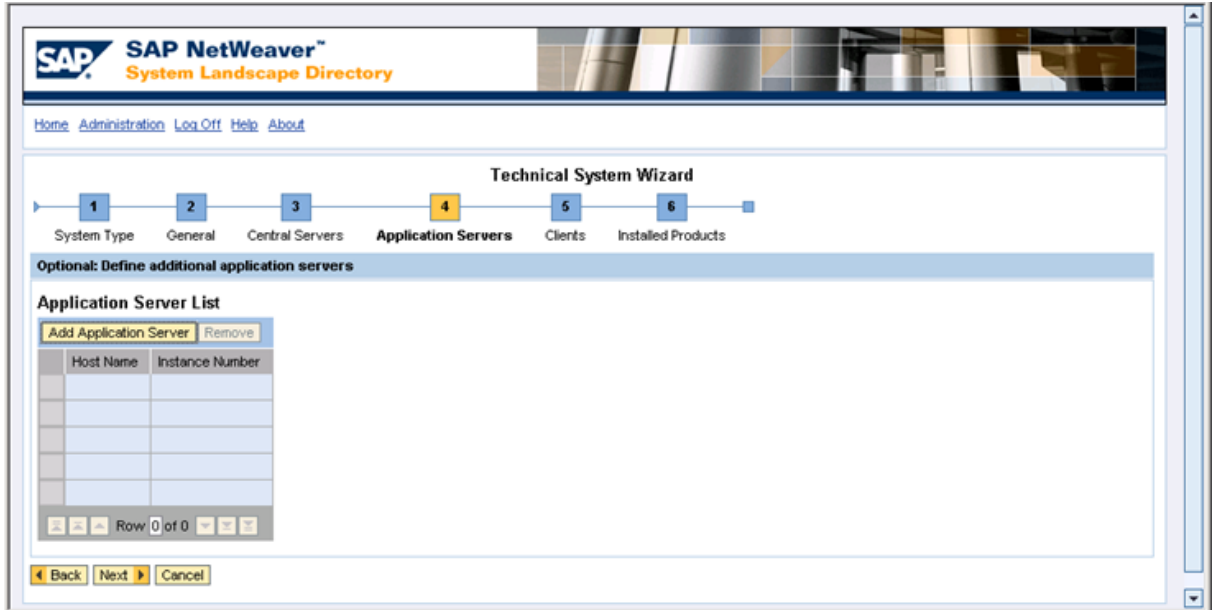 SAP SAP NetWeaver™
System Landscape Directory
Home Administration Log Off Help About
Technical System Wizard
1 2 3 4 5 6
System Type General Central Servers Application Servers Clients Installed Products
Optional: Define additional application servers
Application Server List
Add Application Server Remove
Host Name Instance Number
Row 0 of 0
Back Next Cancel